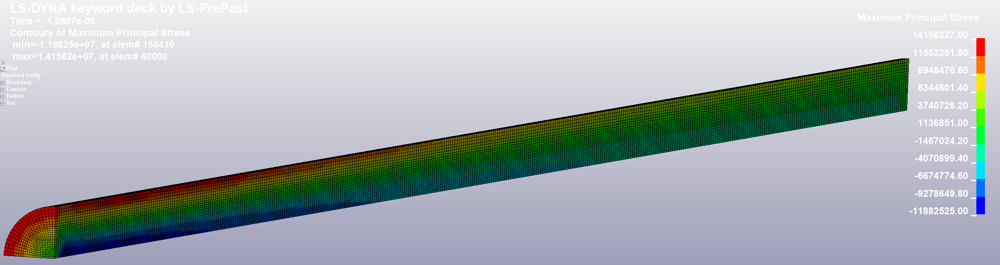 LS-DYNA keyword deck by LS-PrePost
Time =  1.0607e-05
Contours of Maximum Principal Stress
min=-1.18825e+07, at elem# 159410
max=1.41562e+07, at elem# 60000
Post
Keyword Entity
Boundary
Contact
Define
Set
Maximum Principal Stress
14156227.00
11552351.80
8948476.60
6344601.40
3740726.20
1136851.00
-1467024.20
-4070899.40
-6674774.60
-9278649.80
-11882525.00